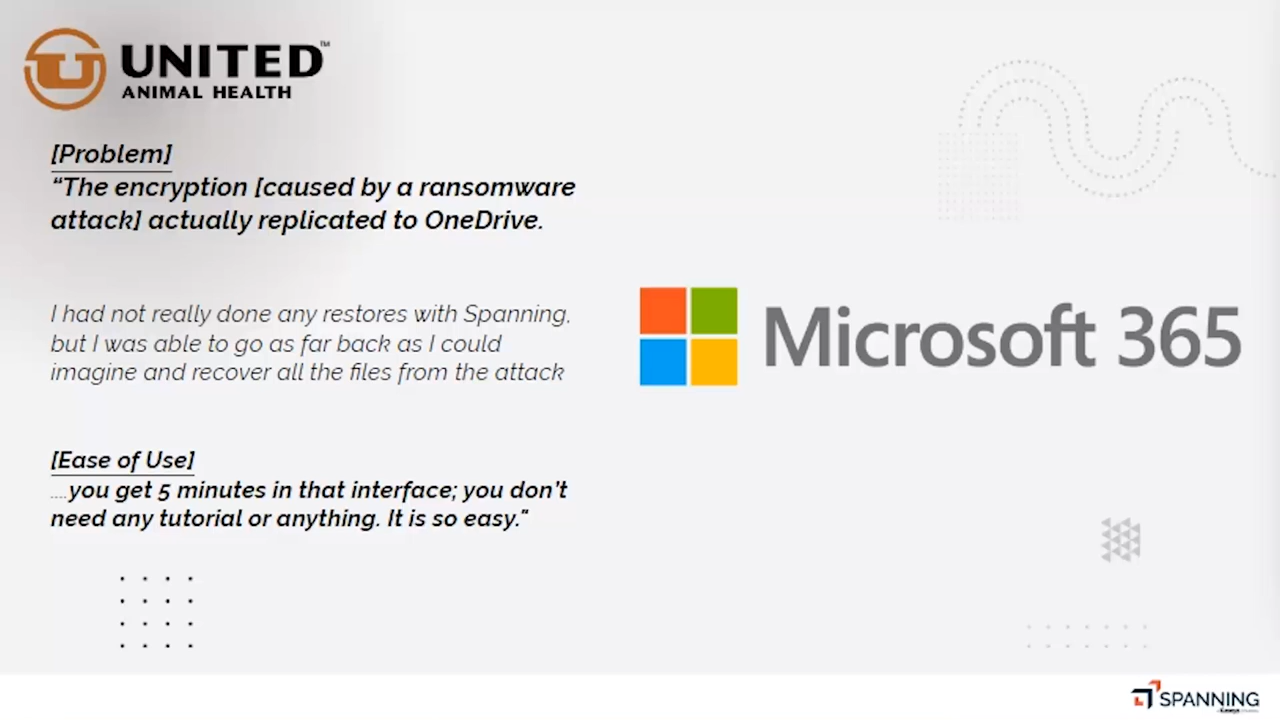 UNITED™
ANIMAL HEALTH
[Problem]
“The encryption [caused by a ransomware
attack] actually replicated to OneDrive.
I had not really done any restores with Spanning,
but I was able to go as far back as I could
imagine and recover all the files from the attack
Microsoft 365
[Ease of Use]
....you get 5 minutes in that interface; you don’t
need any tutorial or anything. It is so easy."
SPANNING